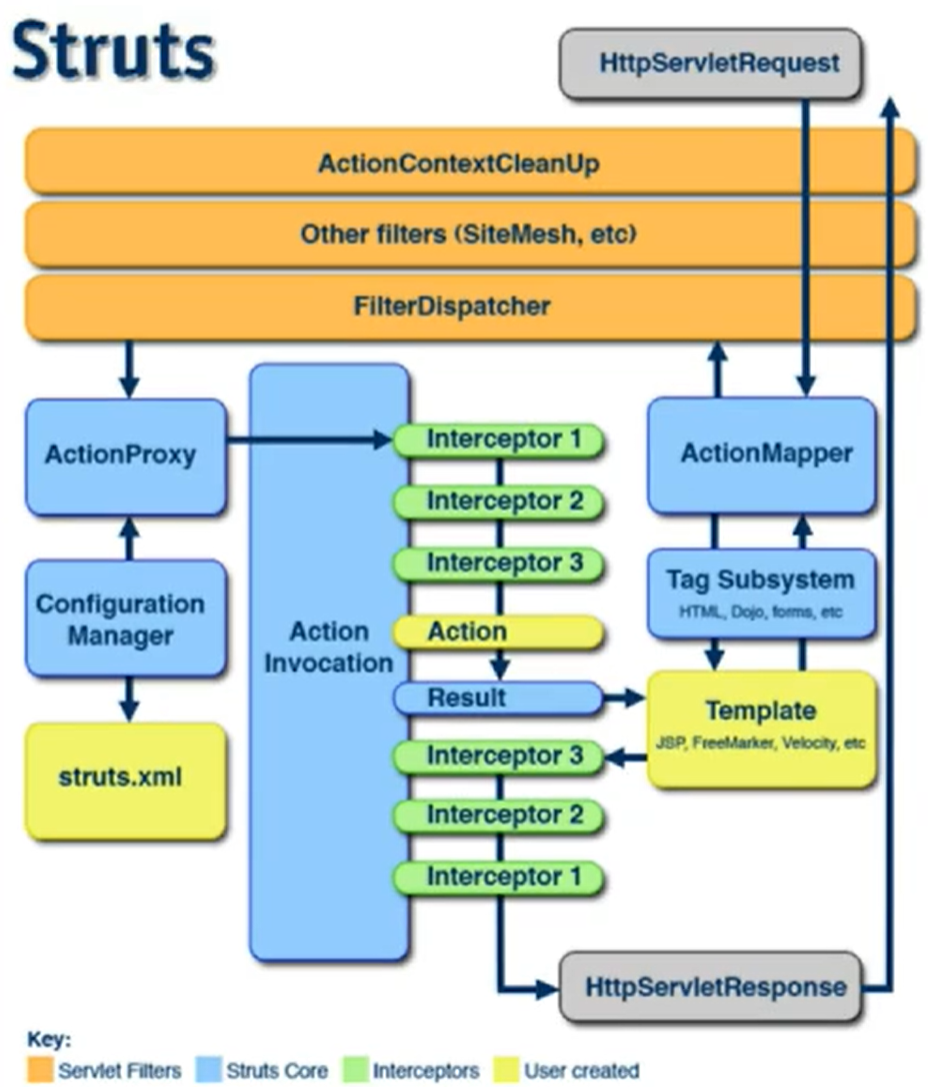 Struts
HttpServletRequest
ActionContextCleanUp
Other filters (SiteMesh, etc)
FilterDispatcher
ActionProxy
Configuration
Manager
struts.xml
Action
Invocation
Interceptor 1
Interceptor 2
Interceptor 3
Action
Result
Interceptor 3
Interceptor 2
Interceptor 1
ActionMapper
Tag Subsystem
HTML, Dojo, forms, etc
Template
JSP, FreeMarker, Velocity, etc
HttpServletResponse
Key:
Servlet Filters
Struts Core
Interceptors
User created